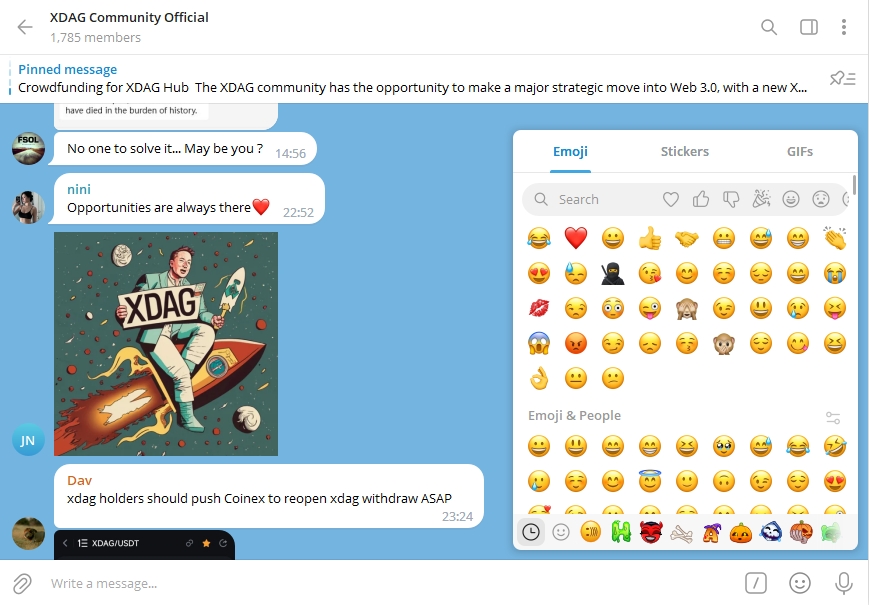 XDAG Community Official
1,785 members
Pinned message
Crowdfunding for XDAG Hub The XDAG community has the opportunity to make a major strategic move into Web 3.0, with a new X...
have died in the burden of history.
FSOL
No one to solve it... May be you ?
14:56
nini
Opportunities are always there❤️
22:52
XDAG
JN
Dav
xdag holders should push Coinex to reopen xdag withdraw ASAP
23:24
XDAG/USDT
Write a message...
Emoji
Stickers
GIFs
Search
Emoji & People